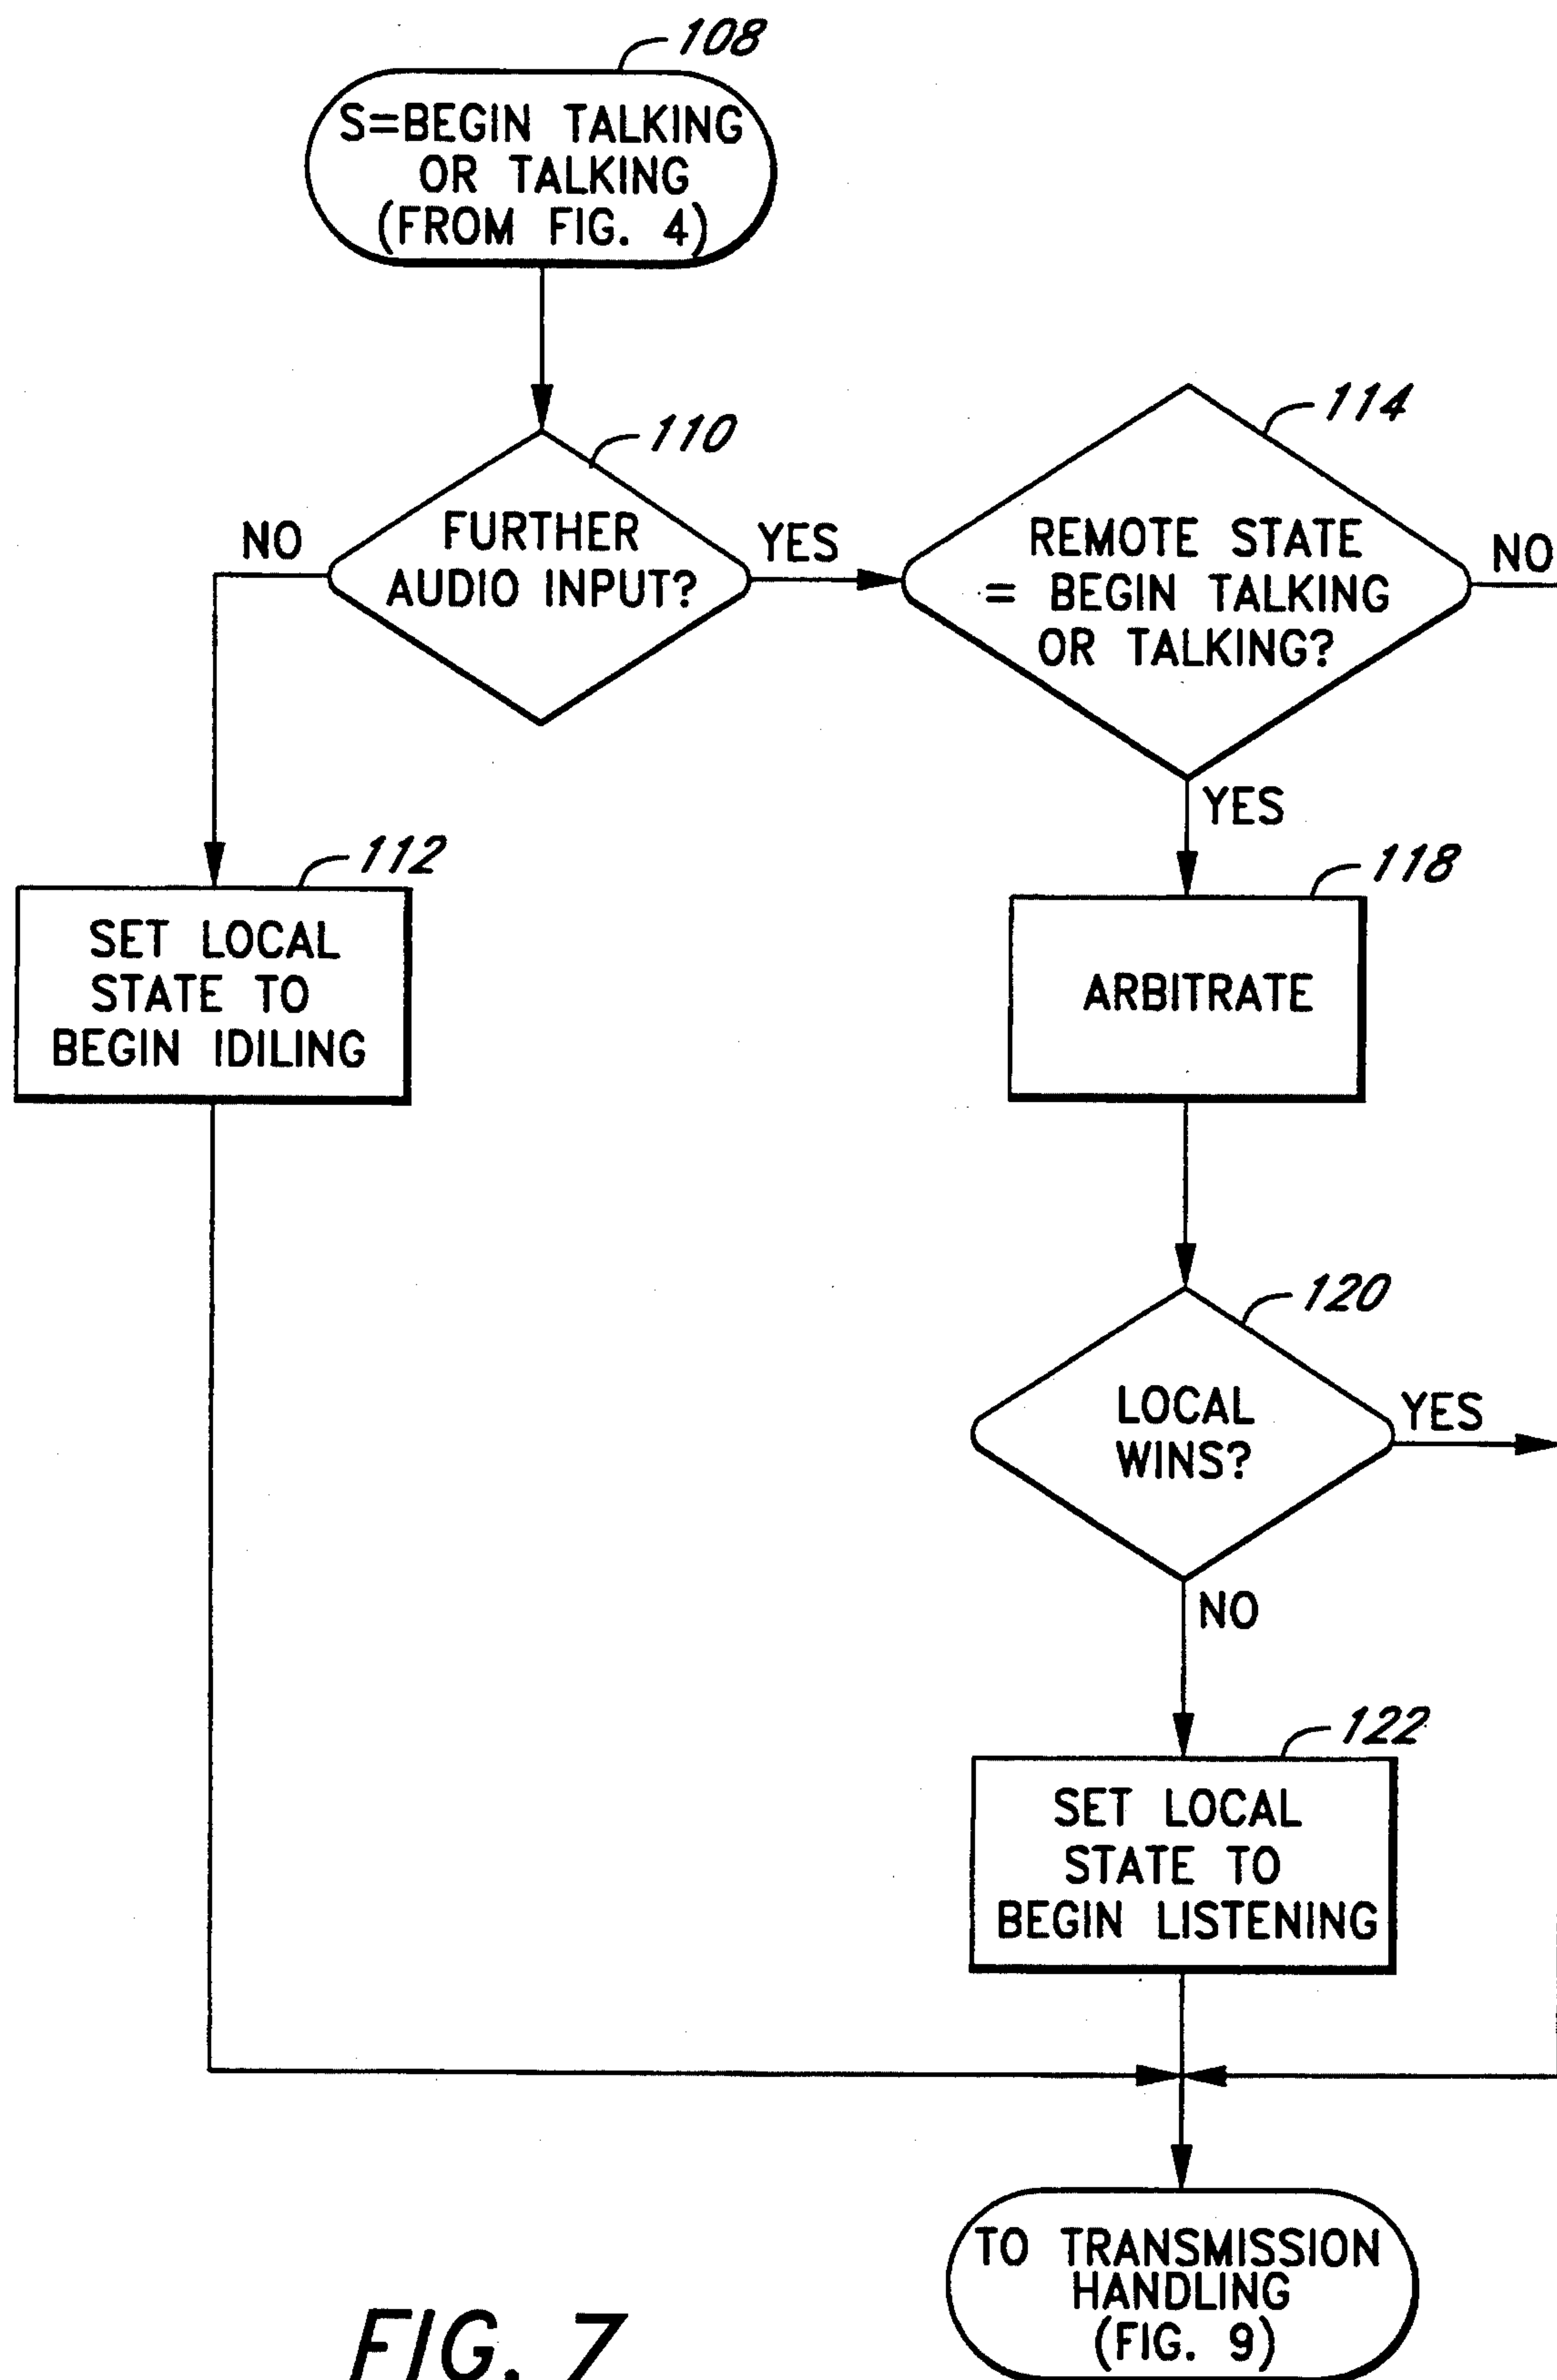 108
S=BEGIN TALKING
OR TALKING
(FROM FIG. 4)
110
FURTHER
AUDIO INPUT?
NO
YES
114
REMOTE STATE
= BEGIN TALKING
OR TALKING?
NO
YES
112
SET LOCAL
STATE TO
BEGIN IDILING
118
ARBITRATE
120
LOCAL
WINS?
YES
NO
122
SET LOCAL
STATE TO
BEGIN LISTENING
TO TRANSMISSION
HANDLING
(FIG. 9)
FIG. 7